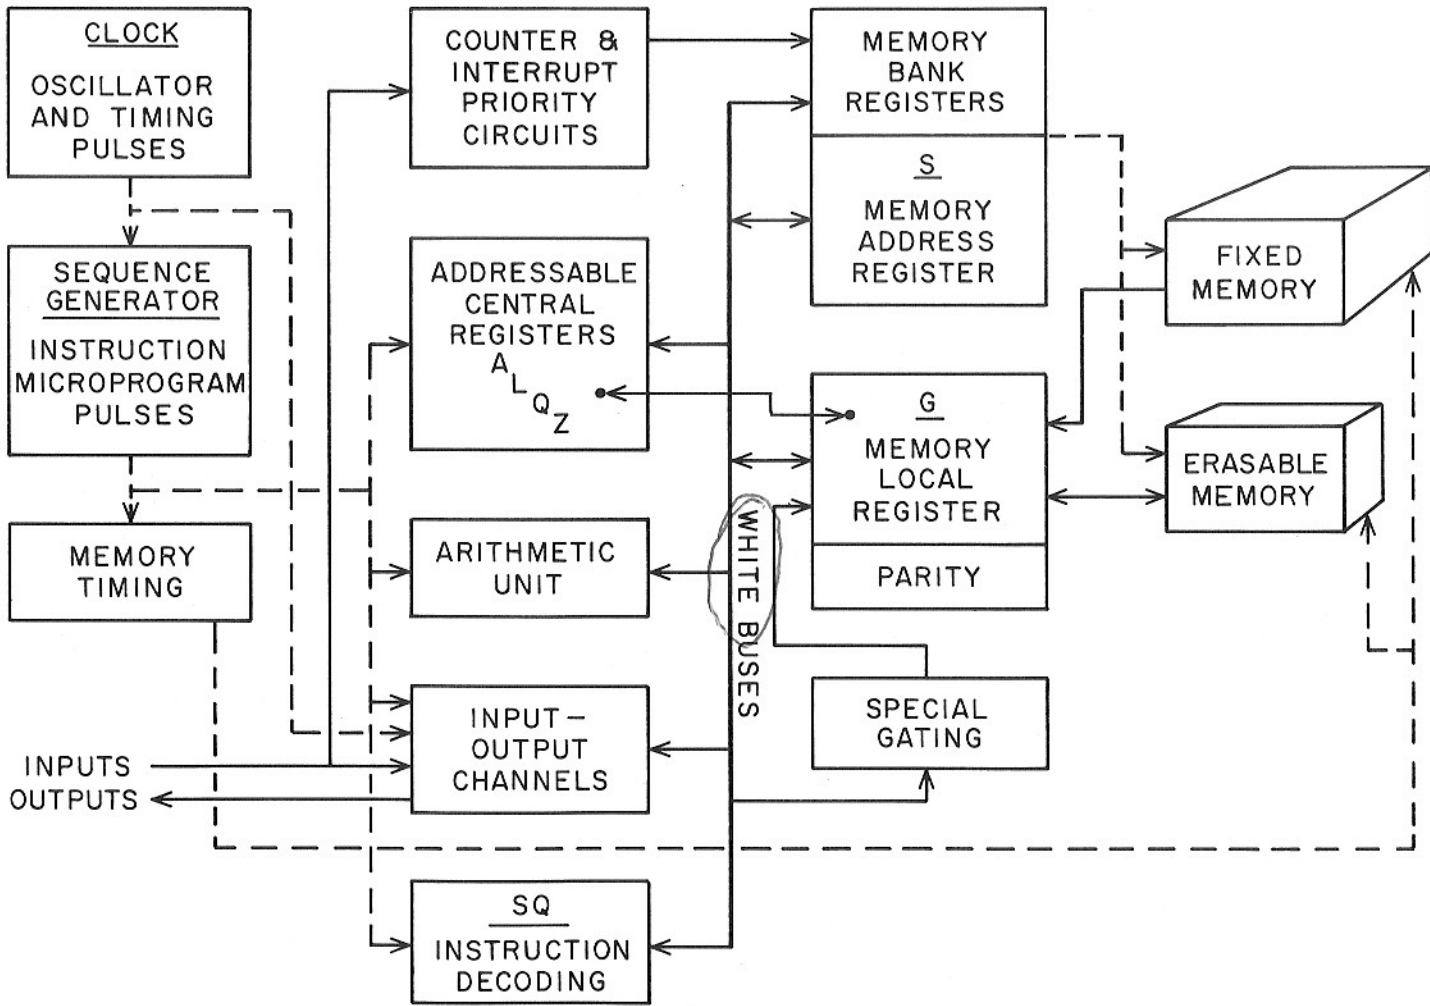 CLOCK
OSCILLATOR
AND TIMING
PULSES
SEQUENCE
GENERATOR
INSTRUCTION
MICROPROGRAM
PULSES
MEMORY
TIMING
INPUTS
OUTPUTS
COUNTER &
INTERRUPT
PRIORITY
CIRCUITS
ADDRESSABLE
CENTRAL
REGISTERS
A
L
Q
Z
ARITHMETIC
UNIT
INPUT–
OUTPUT
CHANNELS
SQ
INSTRUCTION
DECODING
WHITE BUSES
MEMORY
BANK
REGISTERS
S
MEMORY
ADDRESS
REGISTER
G
MEMORY
LOCAL
REGISTER
PARITY
SPECIAL
GATING
FIXED
MEMORY
ERASABLE
MEMORY